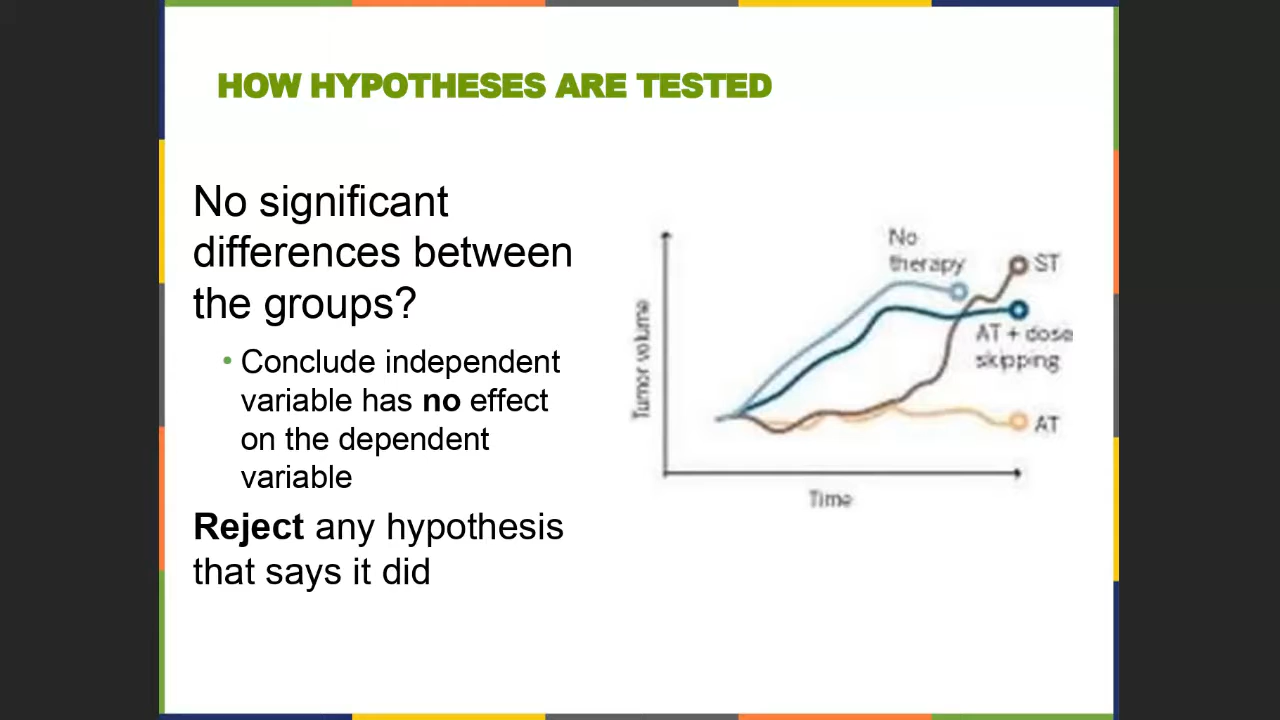 HOW HYPOTHESES ARE TESTED
No significant
differences between
the groups?
• Conclude independent
variable has no effect
on the dependent
variable
Reject any hypothesis
that says it did
No
therapy
ST
AT + dose
skipping
AT
Tumor volume
Time